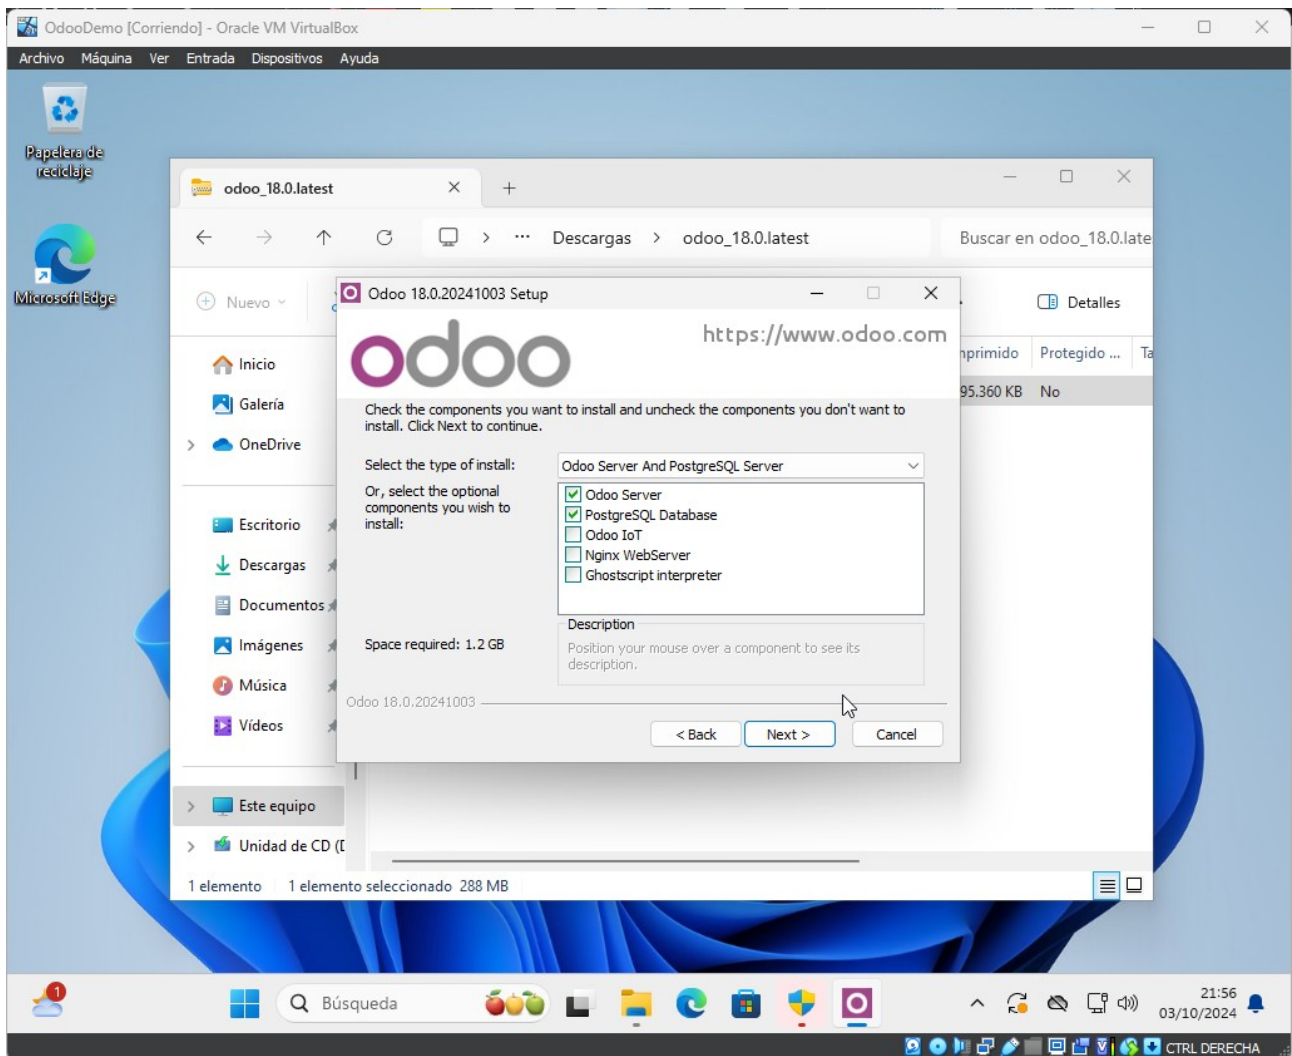 OdooDemo [Corriendo] - Oracle VM VirtualBox
Archivo Máquina Ver Entrada Dispositivos Ayuda
Papelera de
reciclaje
Microsoft Edge
odoo_18.0.latest
Descargas > odoo_18.0.latest
Buscar en odoo_18.0.late
Nuevo
Detalles
Odoo 18.0.20241003 Setup
odoo
https://www.odoo.com
nprimido Protegido ... Ta
95.360 KB No
Inicio
Galería
OneDrive
Escritorio
Descargas
Documentos
Imágenes
Música
Vídeos
Este equipo
Unidad de CD (D
Check the components you want to install and uncheck the components you don't want to
install. Click Next to continue.
Select the type of install:
Odoo Server And PostgreSQL Server
Or, select the optional
components you wish to
install:
Odoo Server
PostgreSQL Database
Odoo IoT
Nginx WebServer
Ghostscript interpreter
Space required: 1.2 GB
Description
Position your mouse over a component to see its
description.
Odoo 18.0.20241003
< Back
Next >
Cancel
1 elemento
1 elemento seleccionado 288 MB
1
Búsqueda
21:56
03/10/2024
CTRL DERECHA